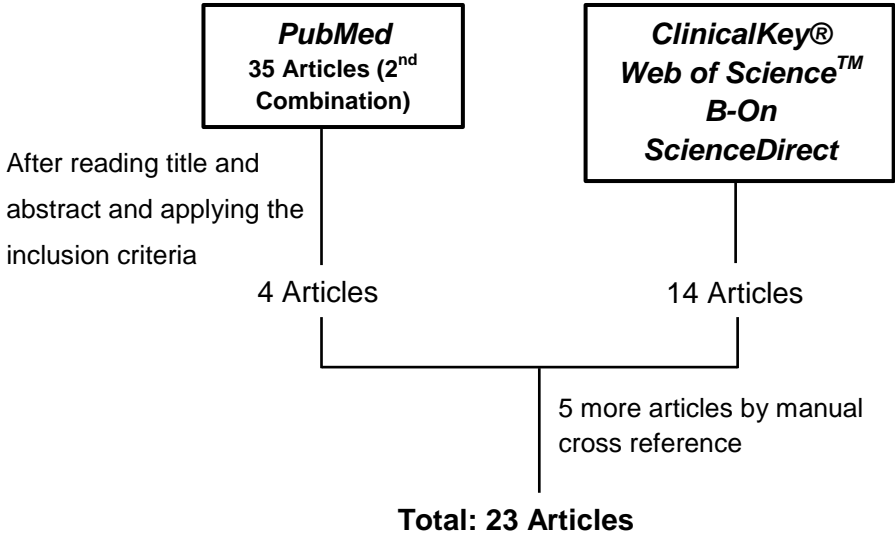 PubMed
35 Articles (2nd
Combination)
ClinicalKey®
Web of Science™
B-On
ScienceDirect
After reading title and
abstract and applying the
inclusion criteria
4 Articles
14 Articles
5 more articles by manual
cross reference
Total: 23 Articles